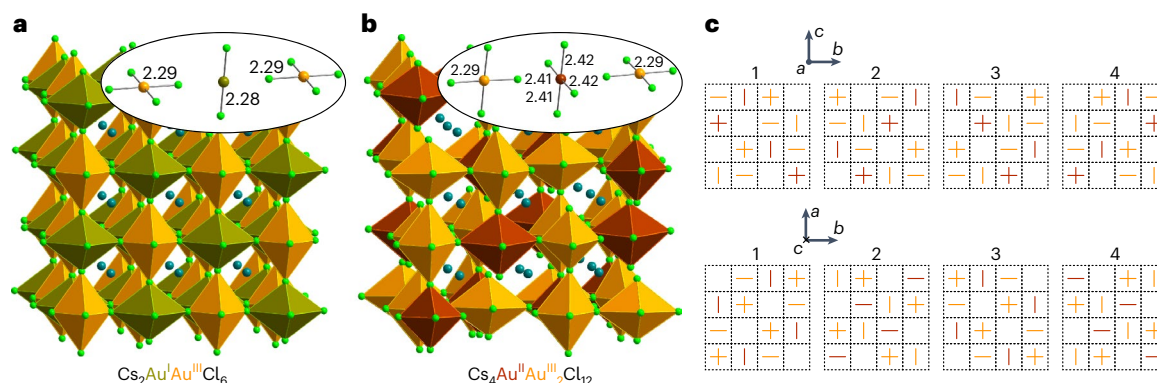 a
2.29
2.29
2.28
Cs₂AuᴵAuᴵᴵᴵCl₆
b
2.29
2.42
2.41
2.42
2.41
2.29
Cs₄AuᴵᴵAuᴵᴵᴵ₂Cl₁₂
c
c
a b
1 2 3 4
a
c b
1 2 3 4